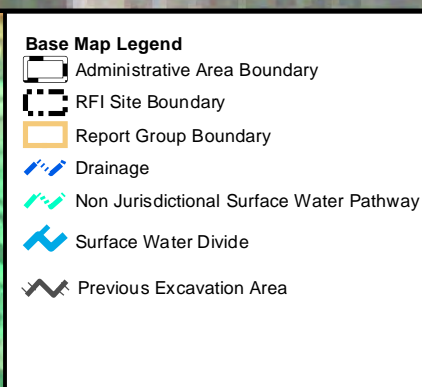 Base Map Legend
Administrative Area Boundary
RFI Site Boundary
Report Group Boundary
Drainage
Non Jurisdictional Surface Water Pathway
Surface Water Divide
Previous Excavation Area